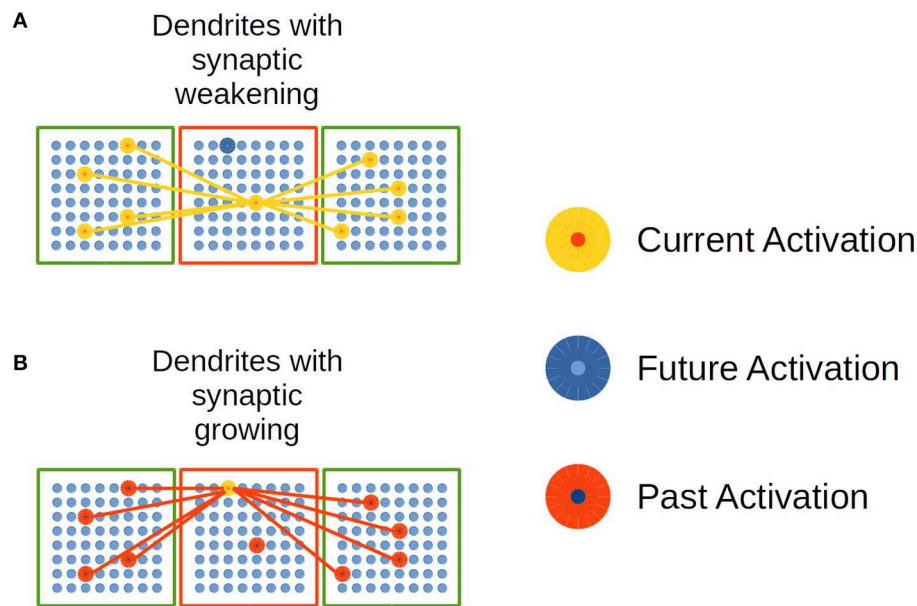 A
Dendrites with
synaptic
weakening
B
Dendrites with
synaptic
growing
Current Activation
Future Activation
Past Activation